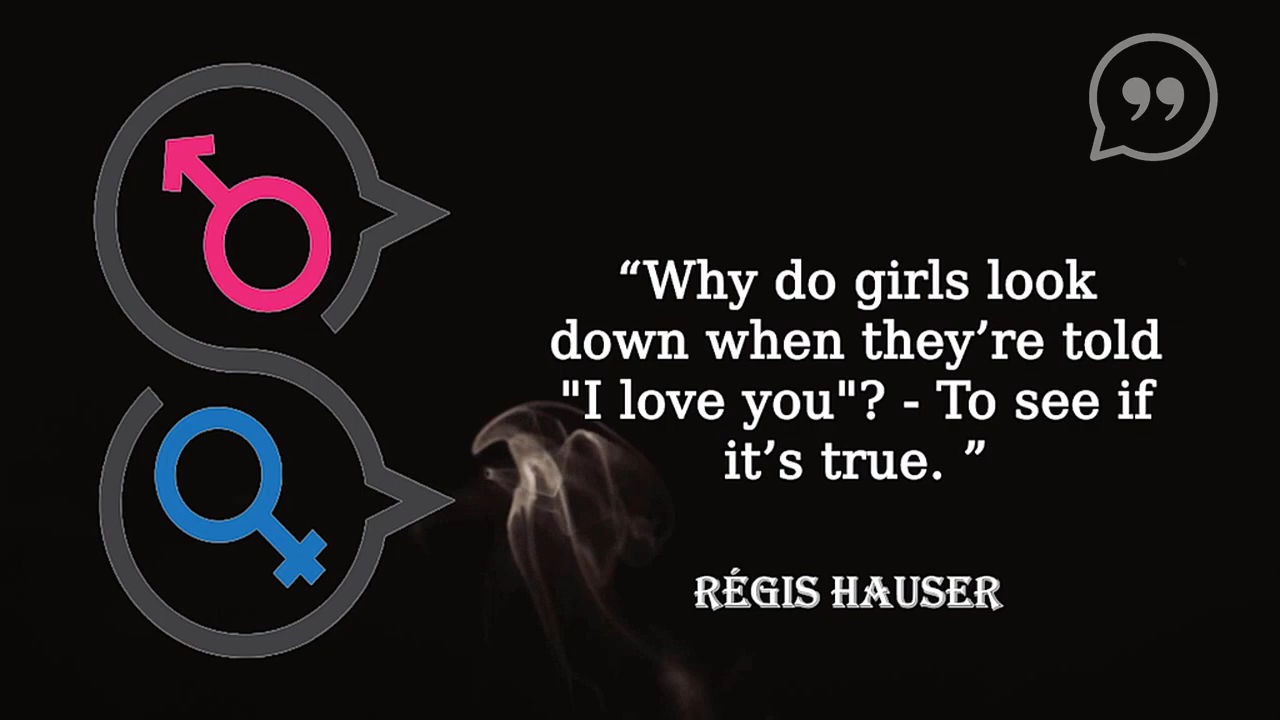 “Why do girls look
down when they’re told
"I love you"? - To see if
it’s true. ”
RÉGIS HAUSER